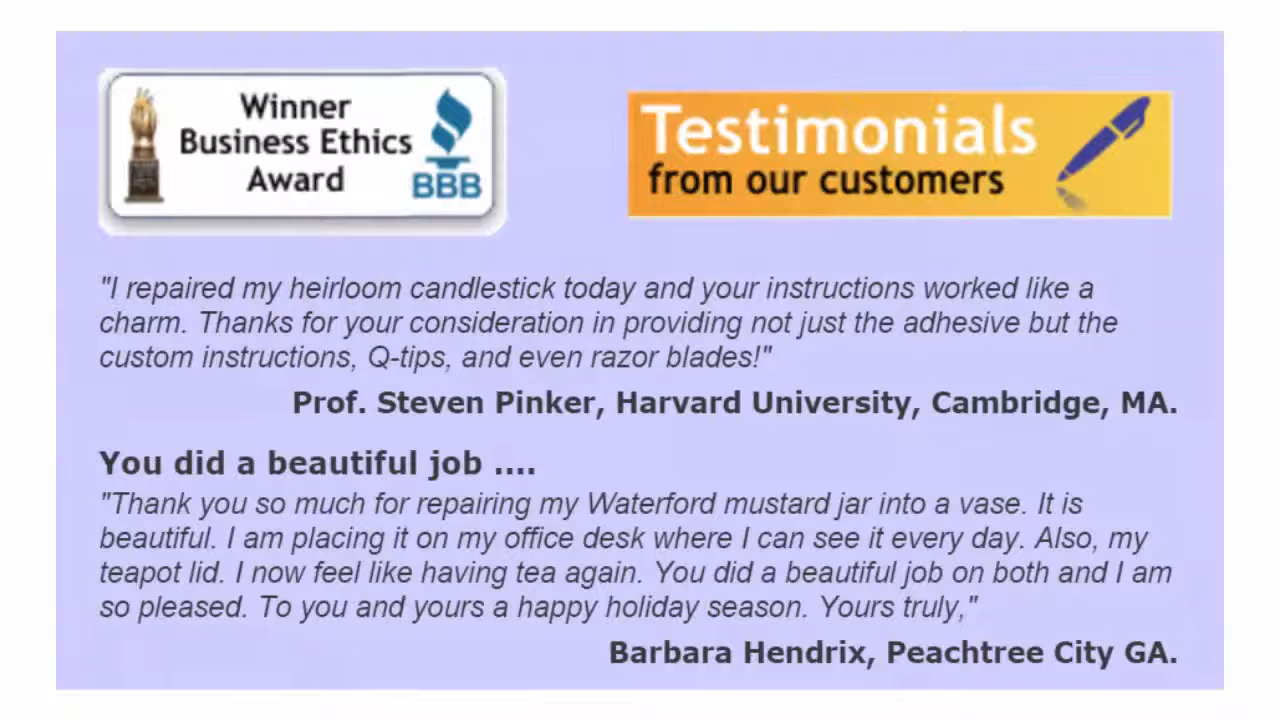 Winner
Business Ethics
Award
BBB
Testimonials
from our customers
"I repaired my heirloom candlestick today and your instructions worked like a
charm. Thanks for your consideration in providing not just the adhesive but the
custom instructions, Q-tips, and even razor blades!"
Prof. Steven Pinker, Harvard University, Cambridge, MA.
You did a beautiful job ....
"Thank you so much for repairing my Waterford mustard jar into a vase. It is
beautiful. I am placing it on my office desk where I can see it every day. Also, my
teapot lid. I now feel like having tea again. You did a beautiful job on both and I am
so pleased. To you and yours a happy holiday season. Yours truly,"
Barbara Hendrix, Peachtree City GA.